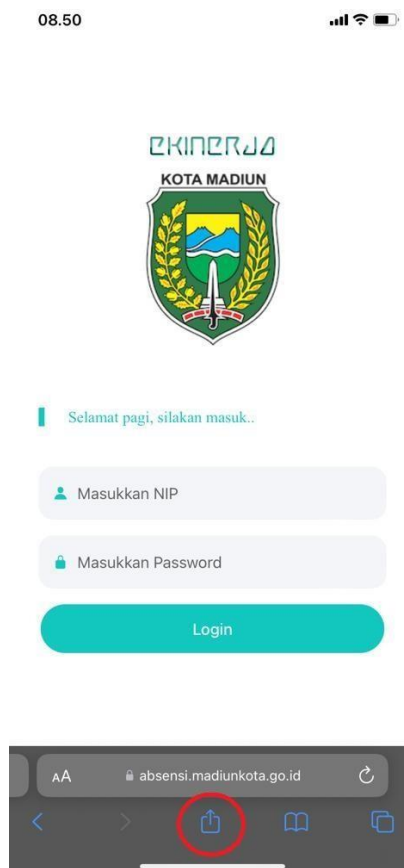 08.50
EKINERJA
KOTA MADIUN
Selamat pagi, silakan masuk..
Masukkan NIP
Masukkan Password
Login
AA
absensi.madiunkota.go.id